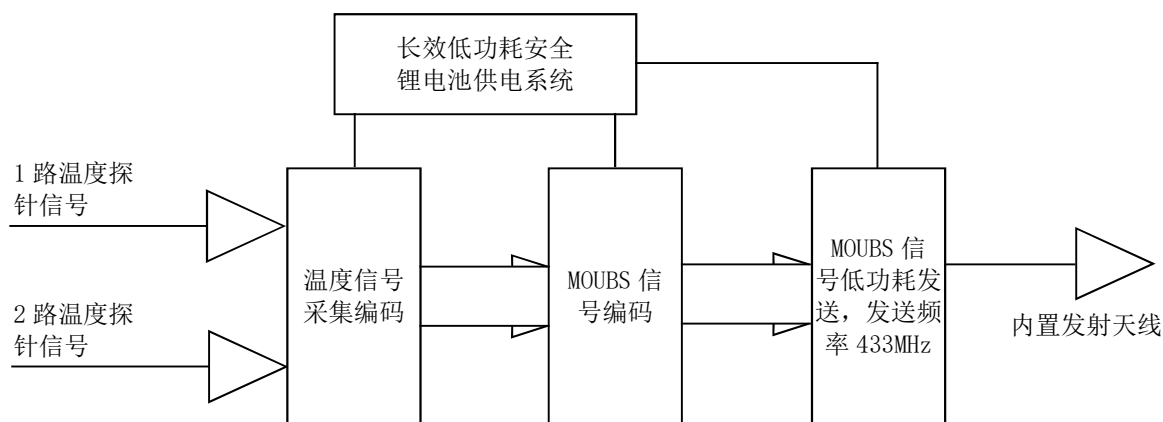 长效低功耗安全
锂电池供电系统
1 路温度探
针信号
2 路温度探
针信号
温度信号
采集编码
MOUBS 信
号编码
MOUBS 信
号低功耗发
送，发送频
率 433MHz
内置发射天线